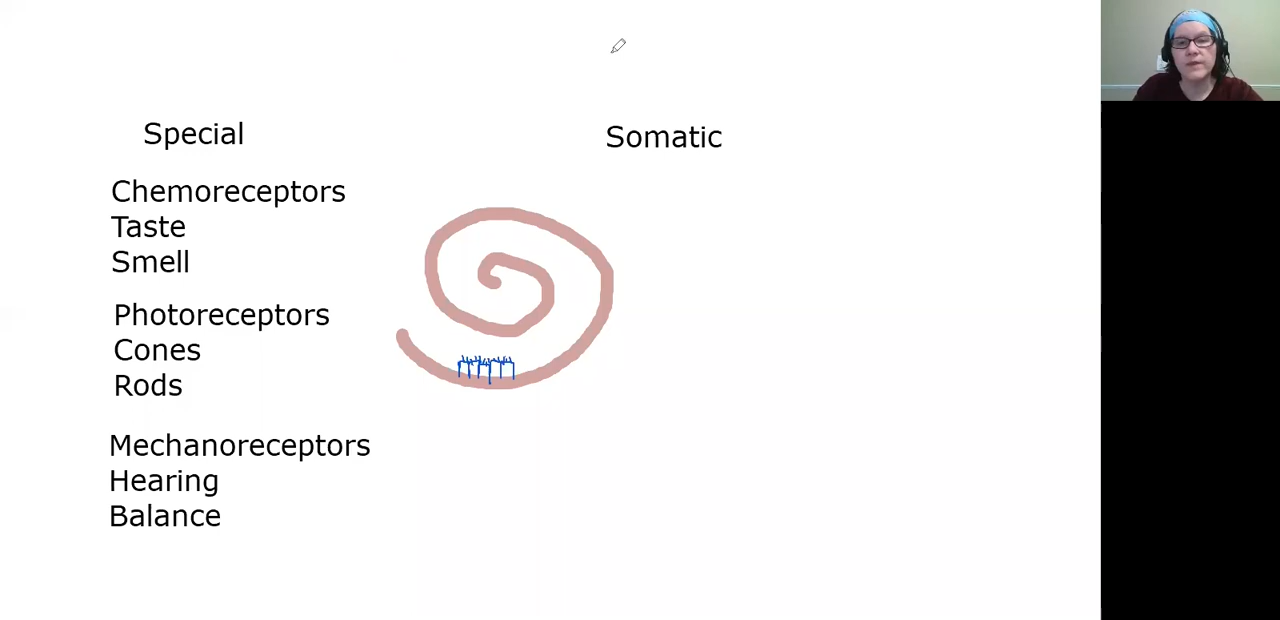 Special
Somatic
Chemoreceptors
Taste
Smell
Photoreceptors
Cones
Rods
Mechanoreceptors
Hearing
Balance